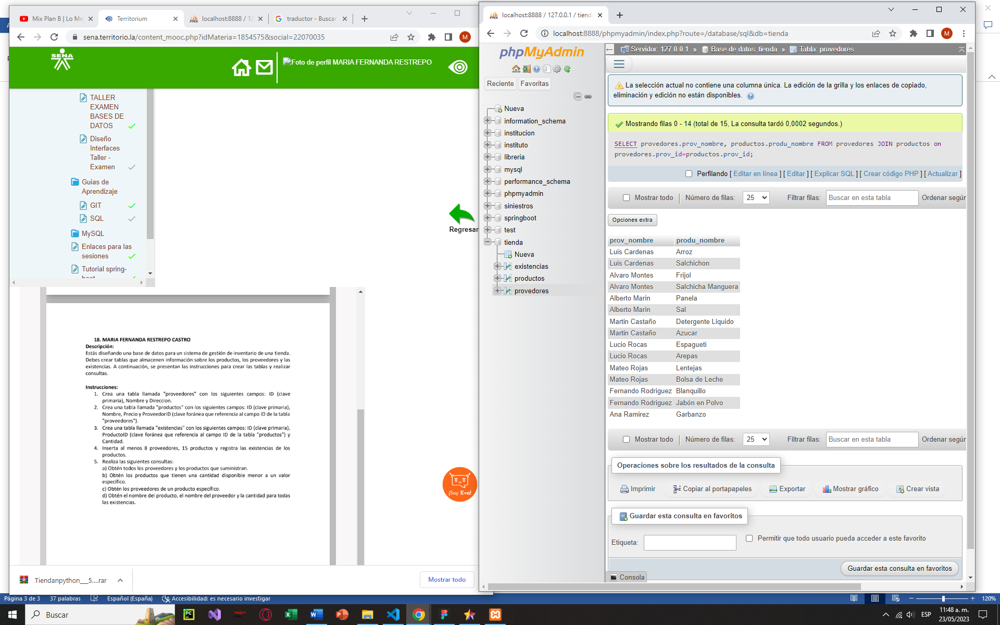 Mix Plan B | Lo Me
Territorium
localhost:8888 / 12
traductor - Buscar
sena.territorio.la/content_mooc.php?idMateria=1854575&social=22070035
M
SENA
Foto de perfil MARIA FERNANDA RESTREPO
TALLER
EXAMEN
BASES DE
DATOS
Diseño
Interfaces
Taller -
Examen
Guias de
Aprendizaje
GIT
SQL
MySQL
Enlaces para las
sesiones
Tutorial spring-
boot
Regresar
18. MARIA FERNANDA RESTREPO CASTRO
Descripción:
Estás diseñando una base de datos para un sistema de gestión de inventario de una tienda.
Debes crear tablas que almacenen información sobre los productos, los proveedores y las
existencias. A continuación, se presentan las instrucciones para crear las tablas y realizar
consultas.
Instrucciones:
1. Crea una tabla llamada "proveedores" con los siguientes campos: ID (clave
primaria), Nombre y Direccion.
2. Crea una tabla llamada "productos" con los siguientes campos: ID (clave primaria),
Nombre, Precio y ProveedorID (clave foránea que referencia al campo ID de la tabla
"proveedores").
3. Crea una tabla llamada "existencias" con los siguientes campos: ID (clave primaria),
ProductoID (clave foránea que referencia al campo ID de la tabla "productos") y
Cantidad.
4. Inserta al menos 8 proveedores, 15 productos y registra las existencias de los
productos.
5. Realiza las siguientes consultas:
a) Obtén todos los proveedores y los productos que suministran.
b) Obtén los productos que tienen una cantidad disponible menor a un valor
específico.
c) Obtén los proveedores de un producto específico.
d) Obtén el nombre del producto, el nombre del proveedor y la cantidad para todas
las existencias.
¡Soy Eva!
Tiendanpython___5....rar
Mostrar todo
localhost:8888 / 127.0.0.1 / tiend
localhost:8888/phpmyadmin/index.php?route=/database/sql&db=tienda
M
phpMyAdmin
Reciente
Favoritas
Nueva
information_schema
institucion
instituto
libreria
mysql
performance_schema
phpmyadmin
siniestros
springboot
test
tienda
Nueva
existencias
productos
provedores
Servidor: 127.0.0.1 » Base de datos: tienda » Tabla: provedores
La selección actual no contiene una columna única. La edición de la grilla y los enlaces de copiado,
eliminación y edición no están disponibles.
Mostrando filas 0 - 14 (total de 15, La consulta tardó 0,0002 segundos.)
SELECT provedores.prov_nombre, productos.produ_nombre FROM provedores JOIN productos on
provedores.prov_id=productos.prov_id;
Perfilando [ Editar en línea ] [ Editar ] [ Explicar SQL ] [ Crear código PHP ] [ Actualizar ]
Mostrar todo | Número de filas: 25 Filtrar filas: Buscar en esta tabla Ordenar según
Opciones extra
prov_nombre produ_nombre
Luis Cardenas Arroz
Luis Cardenas Salchichon
Alvaro Montes Frijol
Alvaro Montes Salchicha Manguera
Alberto Marin Panela
Alberto Marin Sal
Martin Castaño Detergente Liquido
Martin Castaño Azucar
Lucio Rocas Espagueti
Lucio Rocas Arepas
Mateo Rojas Lentejas
Mateo Rojas Bolsa de Leche
Fernando Rodriguez Blanquillo
Fernando Rodriguez Jabón en Polvo
Ana Ramirez Garbanzo
Mostrar todo | Número de filas: 25 Filtrar filas: Buscar en esta tabla Ordenar según
Operaciones sobre los resultados de la consulta
Imprimir
Copiar al portapapeles
Exportar
Mostrar gráfico
Crear vista
Guardar esta consulta en favoritos
Etiqueta:
Permitir que todo usuario pueda acceder a este favorito
Guardar esta consulta en favoritos
Consola
Página 3 de 3
37 palabras
Español (España)
Accesibilidad: es necesario investigar
120%
Buscar
ESP
11:48 a. m.
23/05/2023